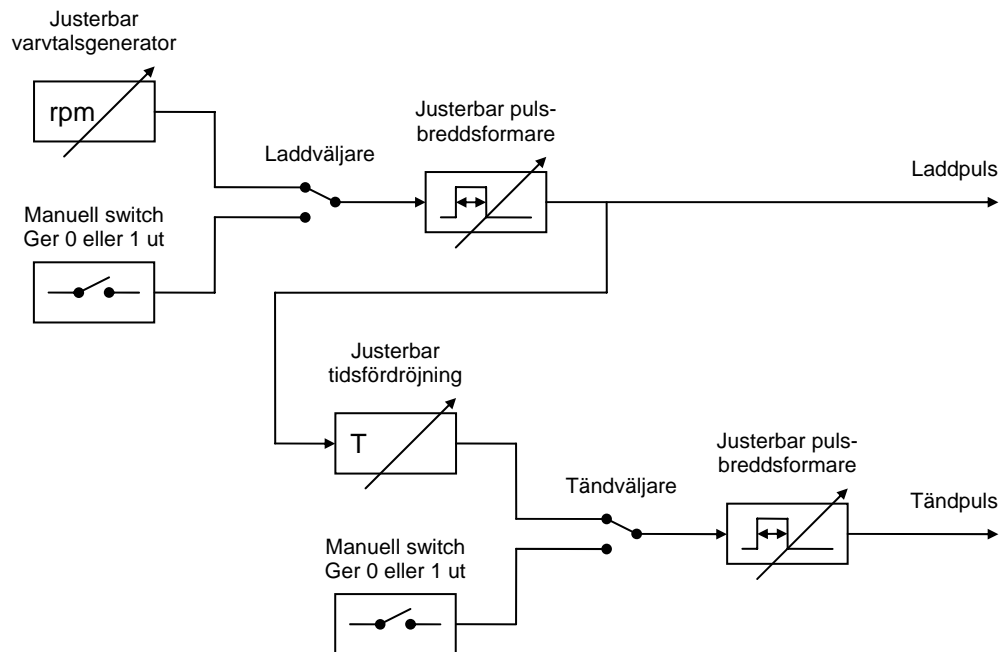 Justerbar
varvtalsgenerator
rpm
Justerbar puls-
breddsformare
Laddväljare
Laddpuls
Manuell switch
Ger 0 eller 1 ut
Justerbar
tidsfördröjning
T
Justerbar puls-
breddsformare
Tändväljare
Tändpuls
Manuell switch
Ger 0 eller 1 ut